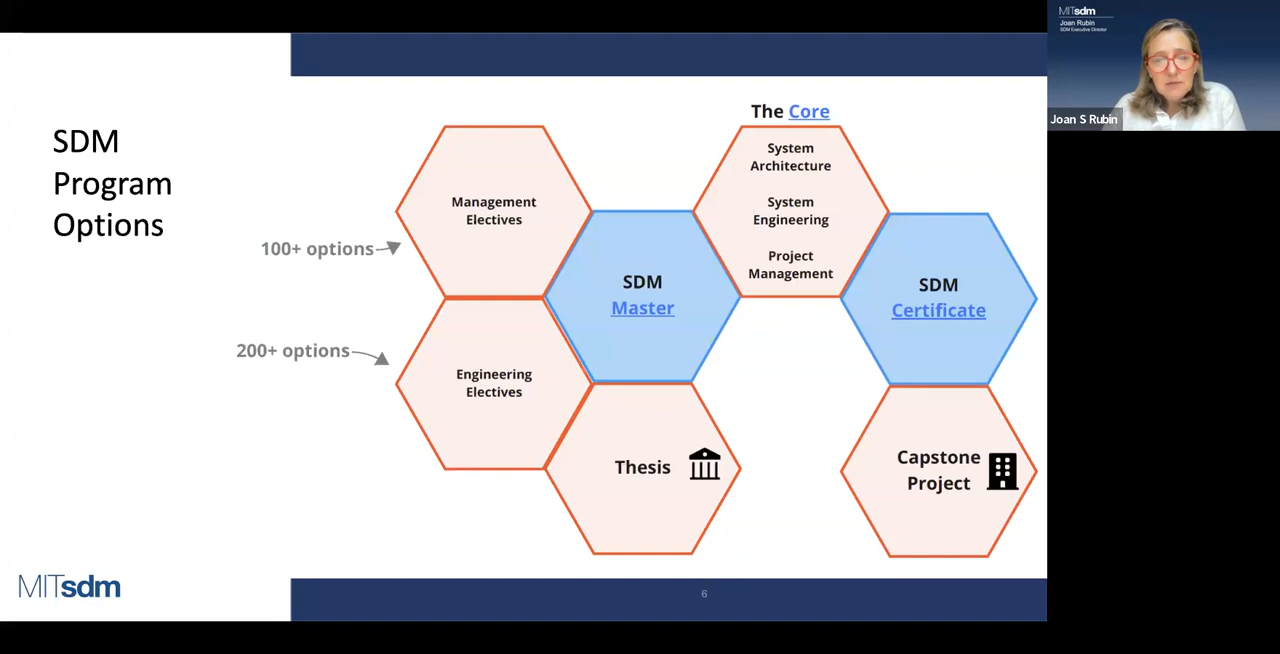 SDM
Program
Options
100+ options
200+ options
Management
Electives
Engineering
Electives
SDM
Master
Thesis
The Core
System
Architecture
System
Engineering
Project
Management
SDM
Certificate
Capstone
Project
MITsdm
6
MITsdm
Joan Rubin
SDM Executive Director
Joan S Rubin